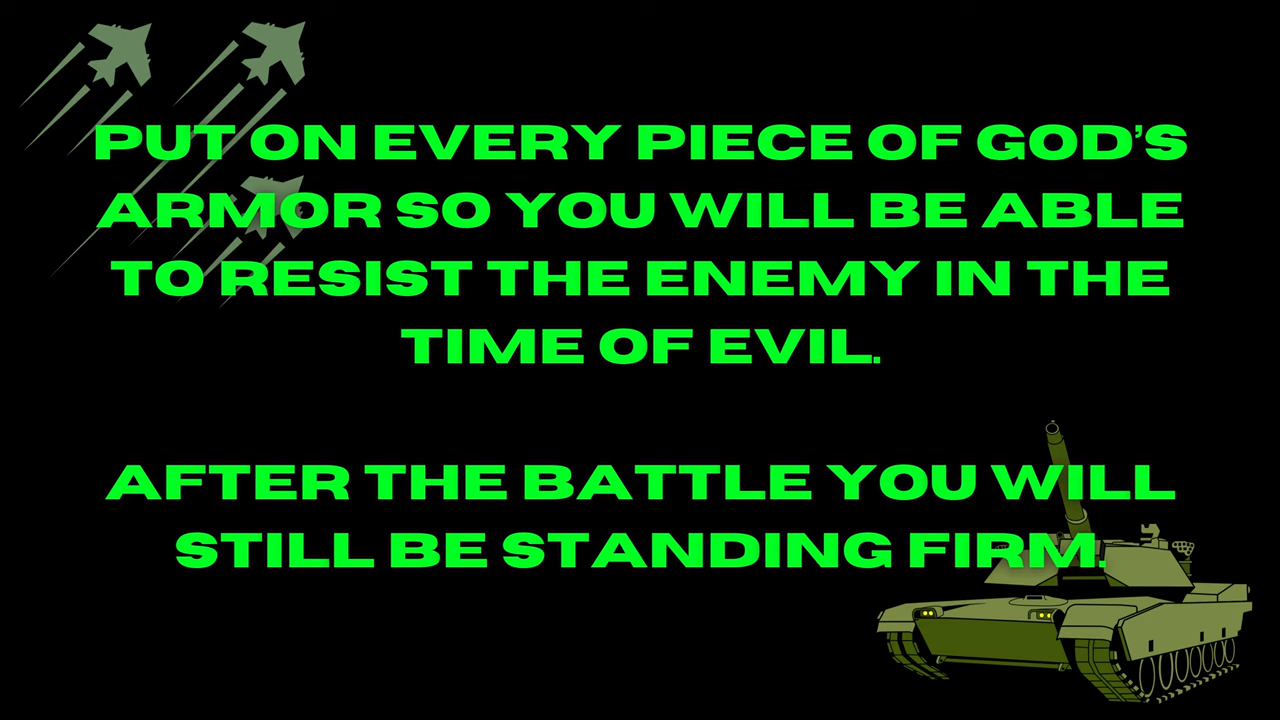 PUT ON EVERY PIECE OF GOD'S
ARMOR SO YOU WILL BE ABLE
TO RESIST THE ENEMY IN THE
TIME OF EVIL.
AFTER THE BATTLE YOU WILL
STILL BE STANDING FIRM.